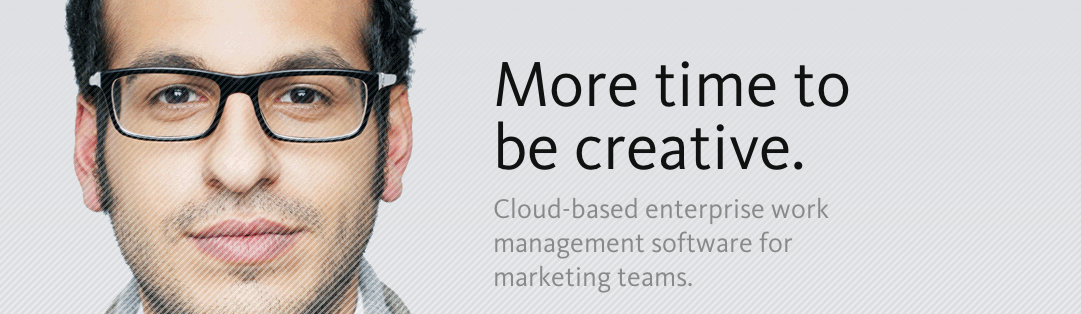 More time to
be creative.
Cloud-based enterprise work
management software for
marketing teams.